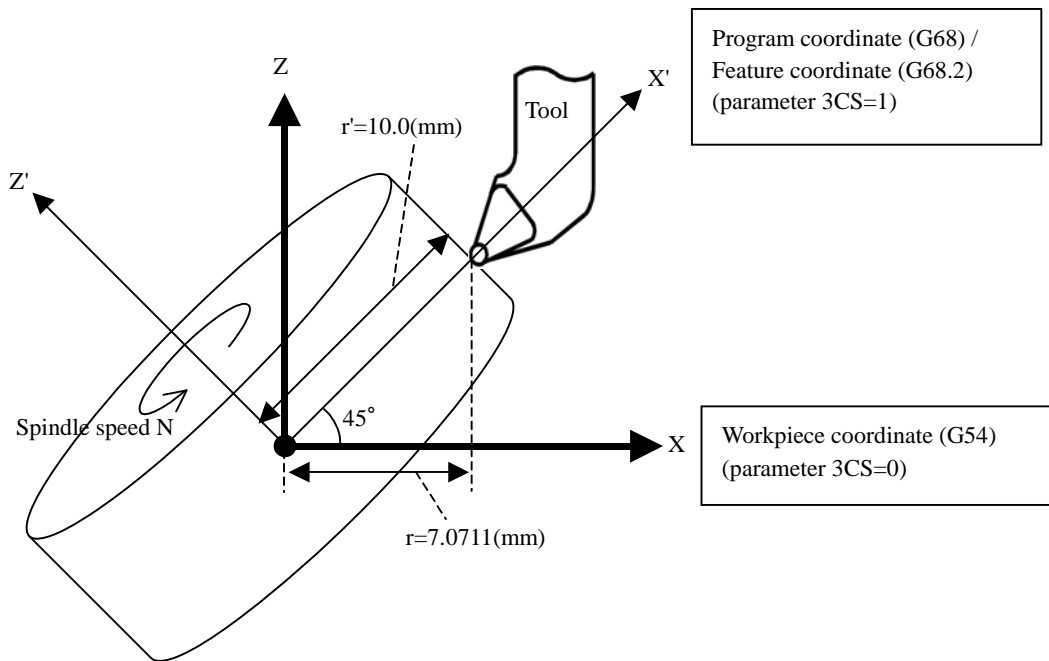 Program coordinate (G68) /
Feature coordinate (G68.2)
(parameter 3CS=1)
Z
X'
Tool
r'=10.0(mm)
Z'
45°
Spindle speed N
X
Workpiece coordinate (G54)
(parameter 3CS=0)
r=7.0711(mm)